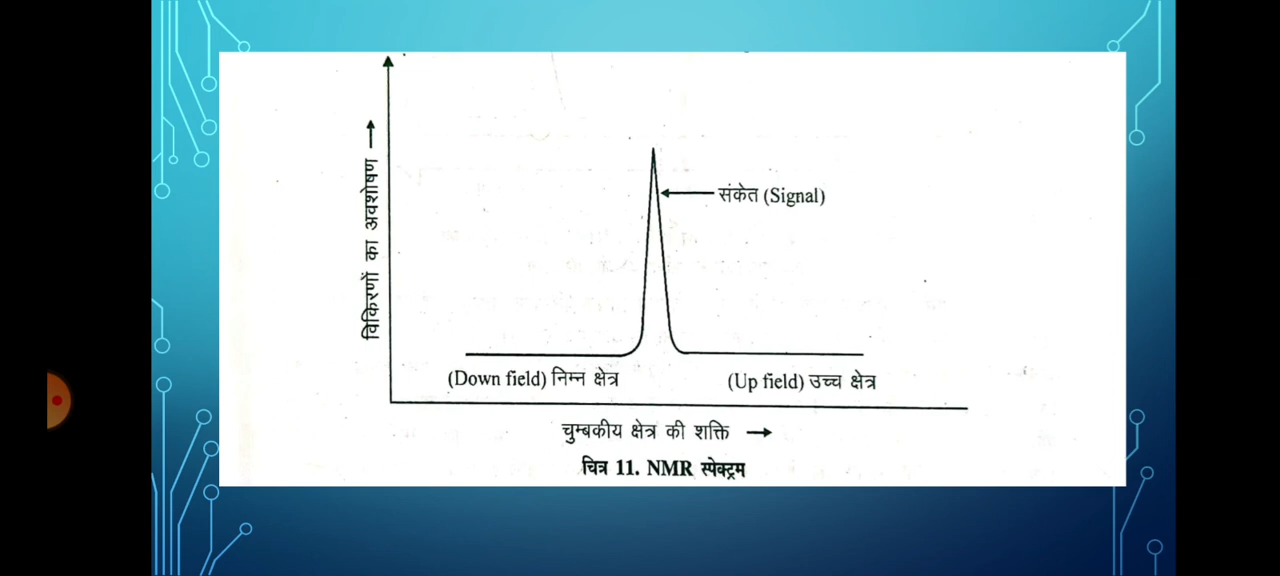 विकिरणों का अवशोषण
संकेत (Signal)
(Down field) निम्न क्षेत्र
(Up field) उच्च क्षेत्र
चुम्बकीय क्षेत्र की शक्ति
चित्र 11. NMR स्पेक्ट्रम